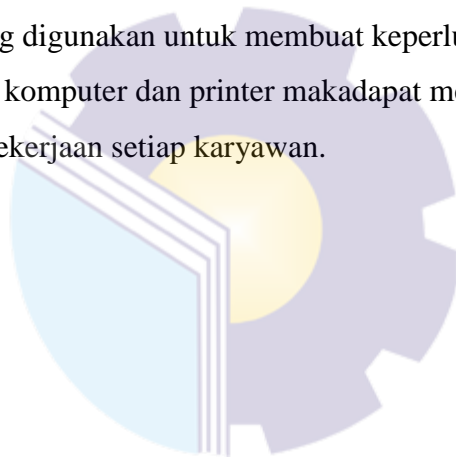 g digunakan untuk membuat keperlu
komputer dan printer makadapat m
ekerjaan setiap karyawan.